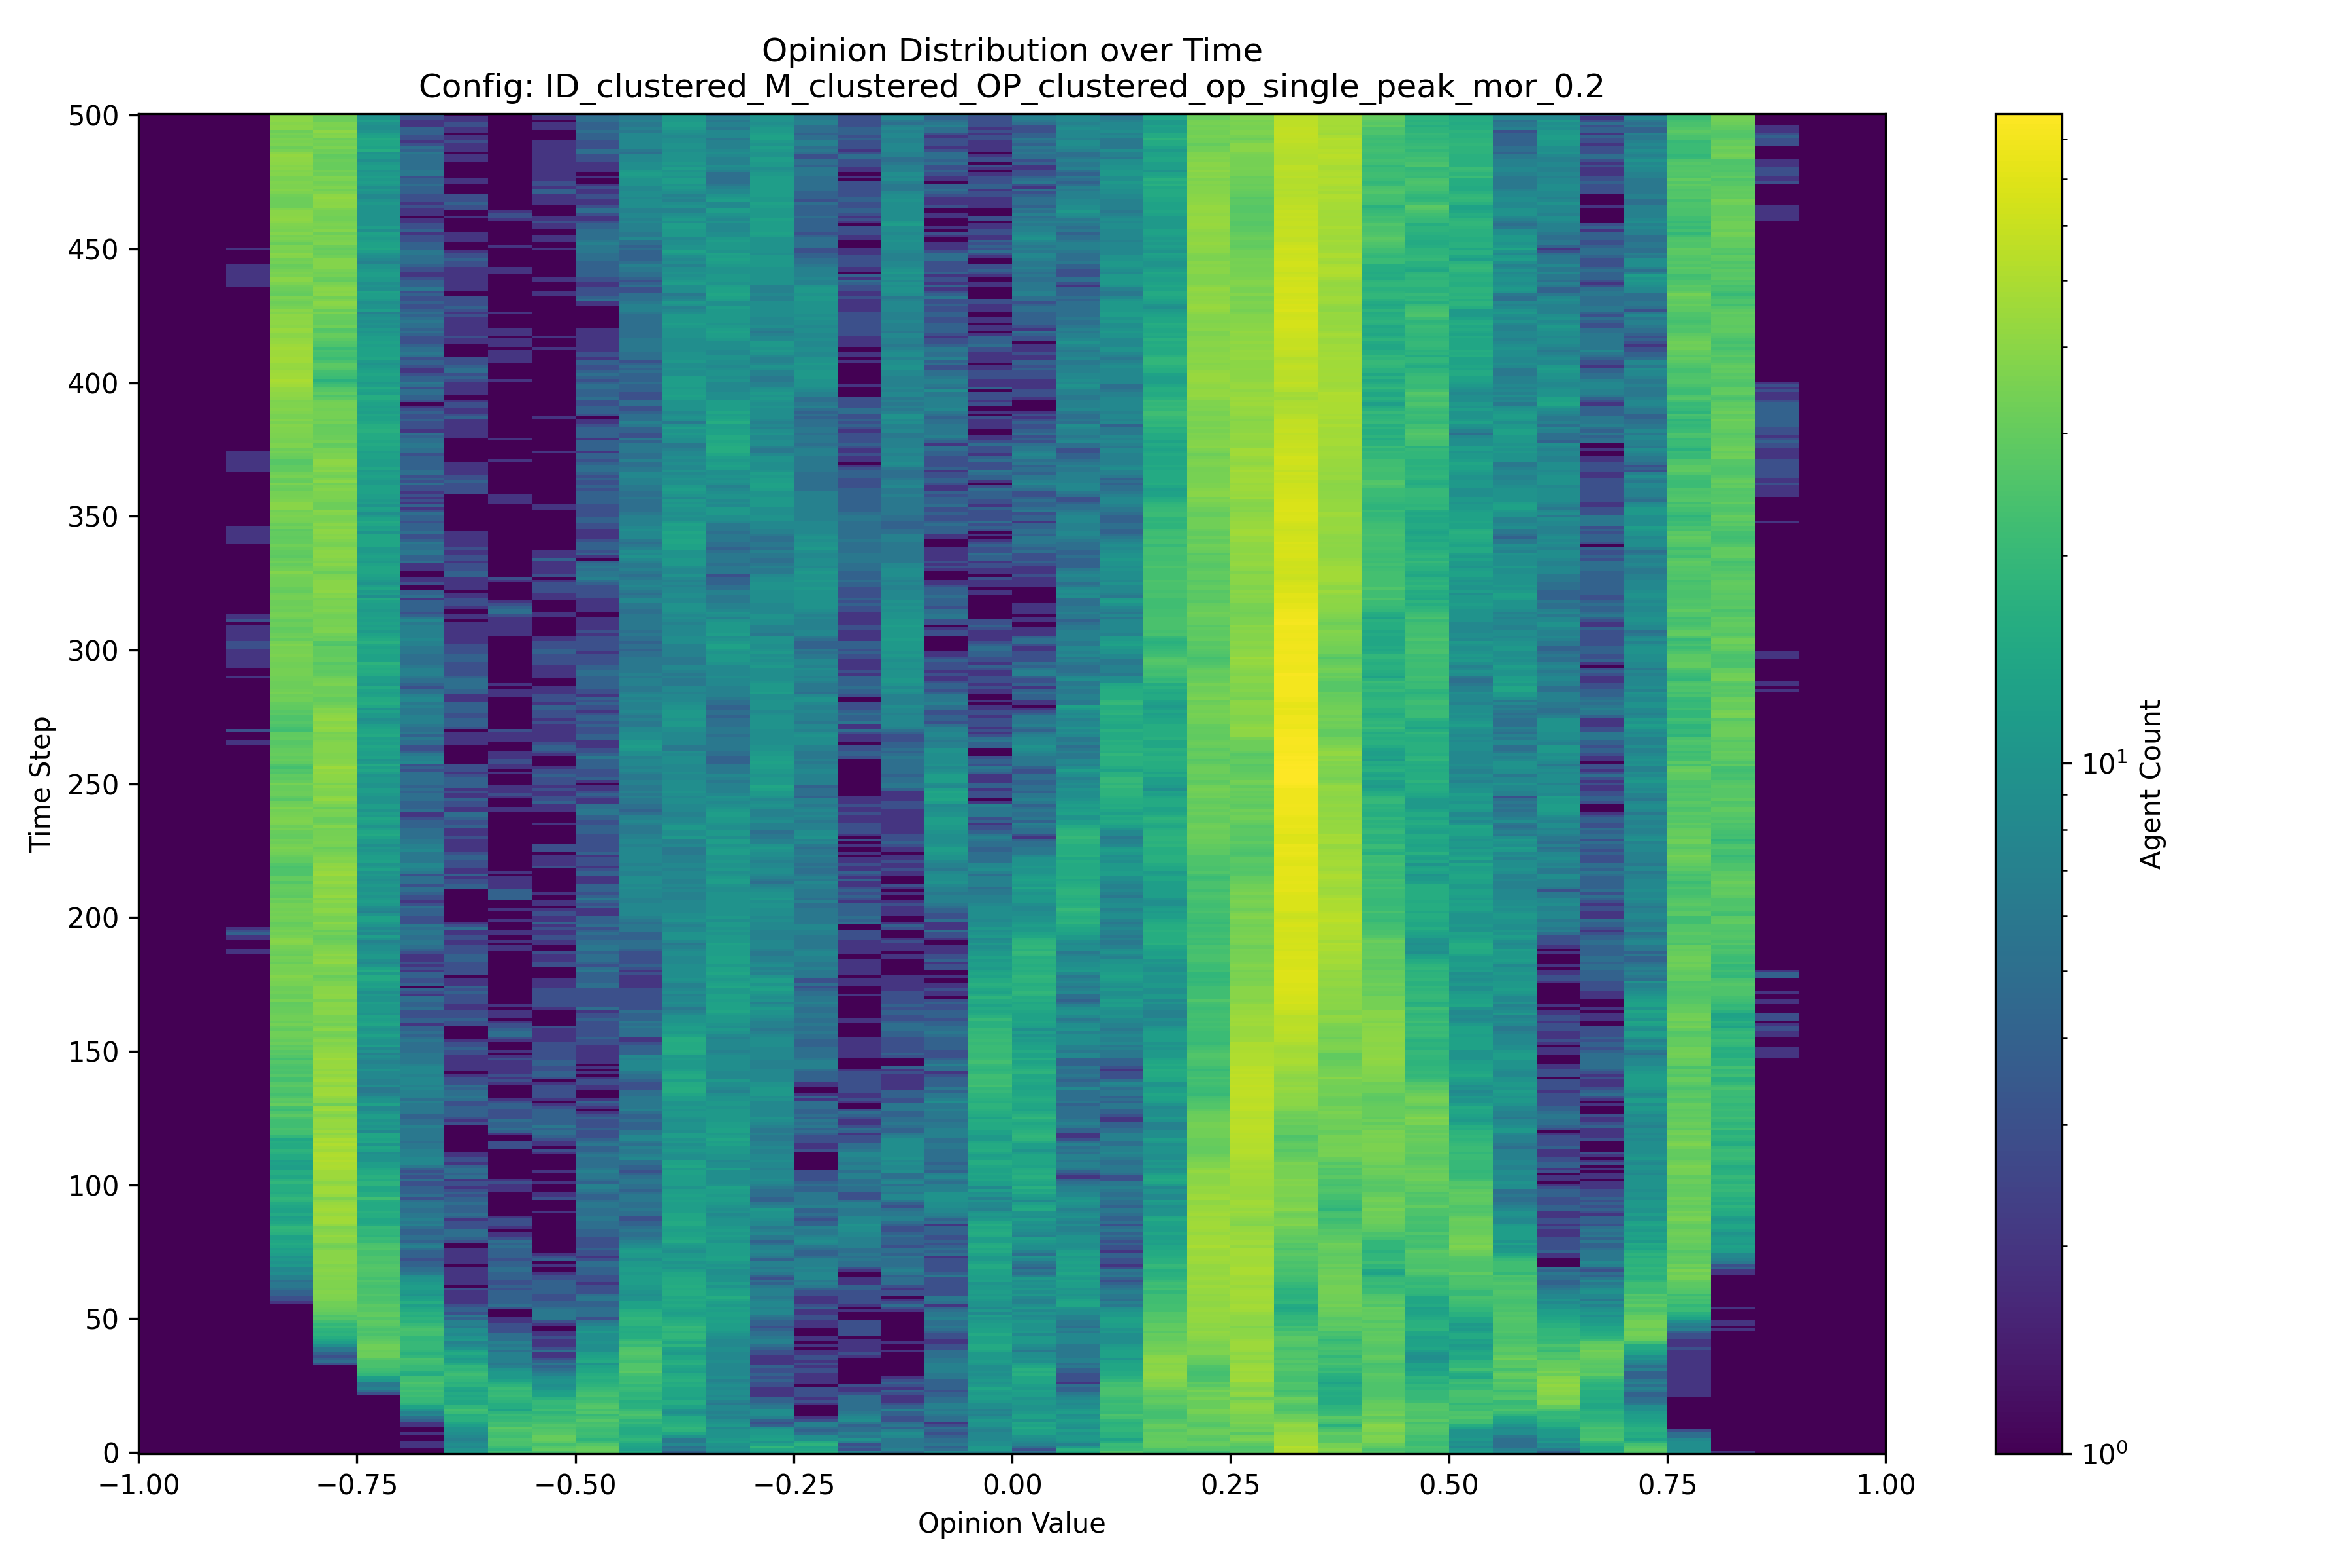 Opinion Distribution over Time
Config: ID_clustered_M_clustered_OP_clustered_op_single_peak_mor_0.2
500
450
400
350
300
250
200
150
100
50
0
Time Step
−1.00 −0.75 −0.50 −0.25 0.00 0.25 0.50 0.75 1.00
Opinion Value
10¹
10⁰
Agent Count